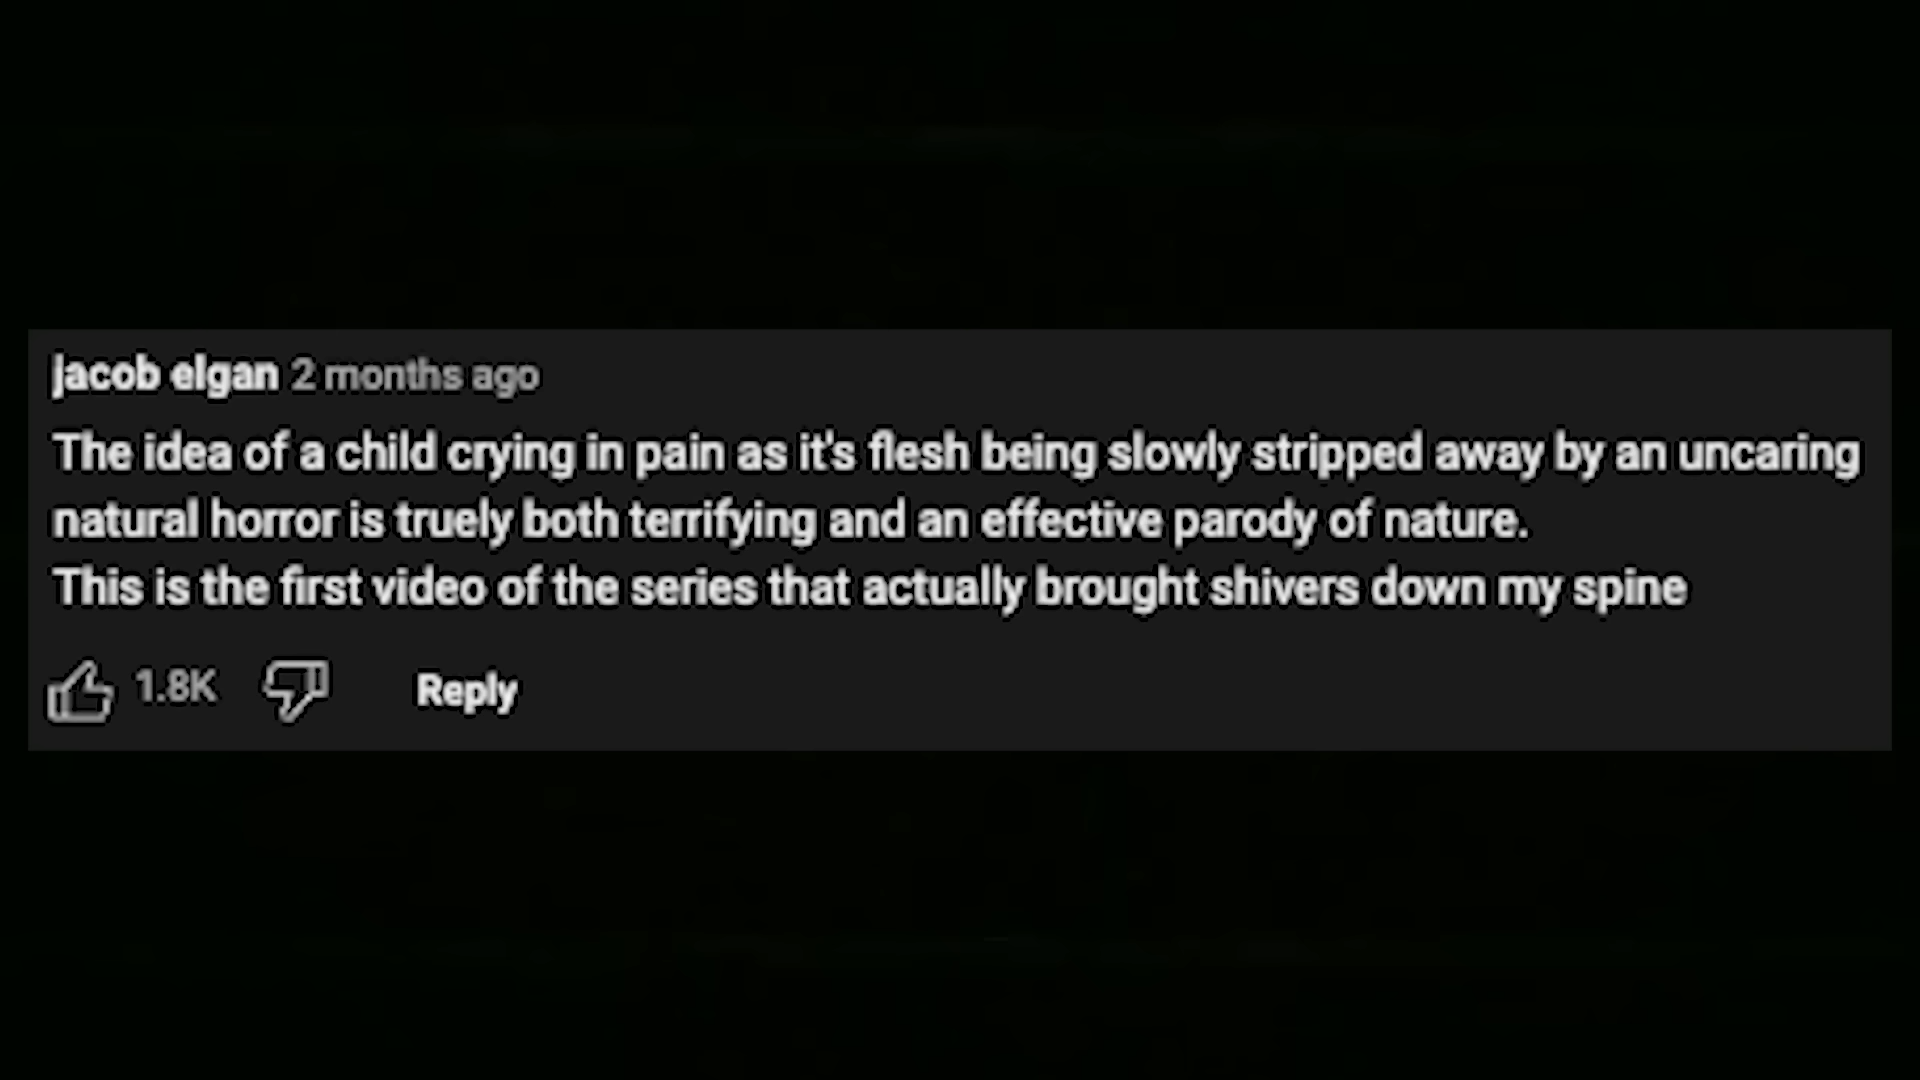 jacob elgan 2 months ago
The idea of a child crying in pain as it's flesh being slowly stripped away by an uncaring
natural horror is truely both terrifying and an effective parody of nature.
This is the first video of the series that actually brought shivers down my spine
1.8K Reply